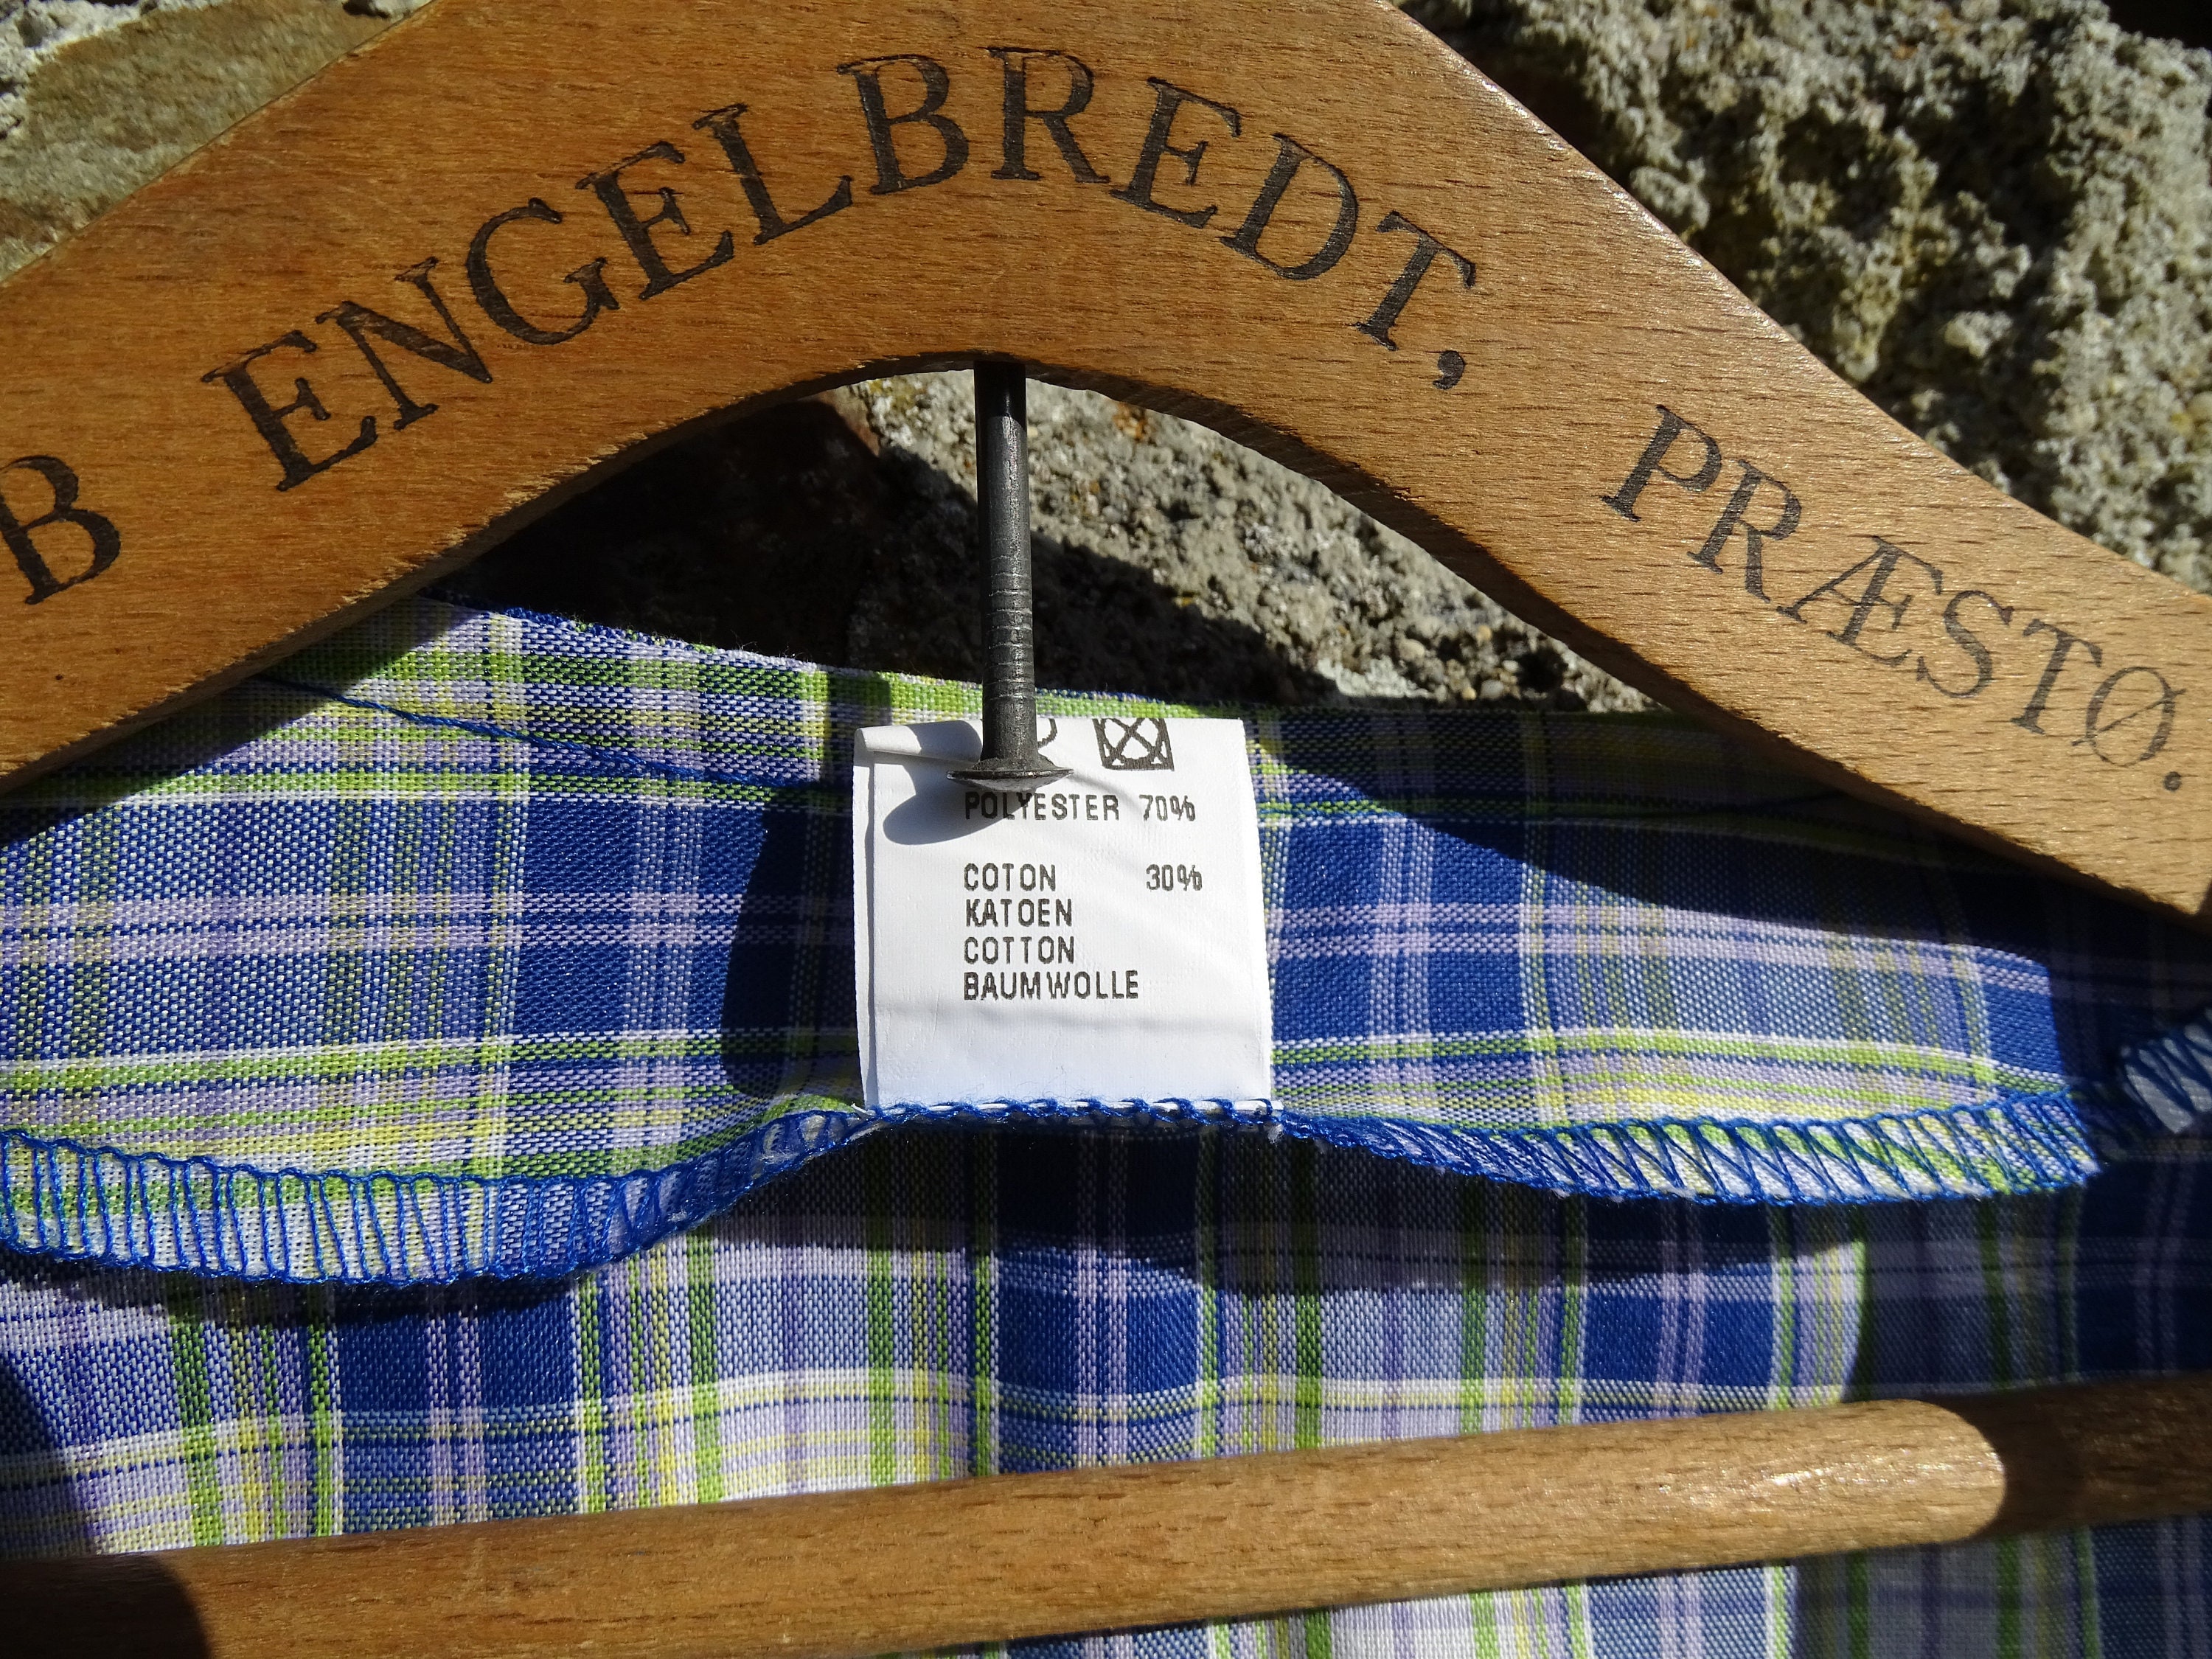 B ENGELBREDT, PRÆSTØ.
POLYESTER 70%
COTON 30%
KATOEN
COTTON
BAUMWOLLE